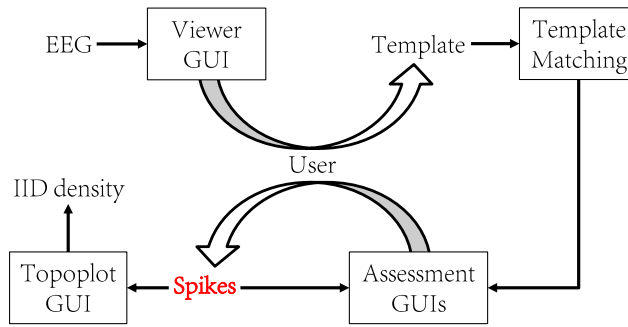 EEG
Viewer
GUI
Template
Template
Matching
User
IID density
Topoplot
GUI
Spikes
Assessment
GUIs